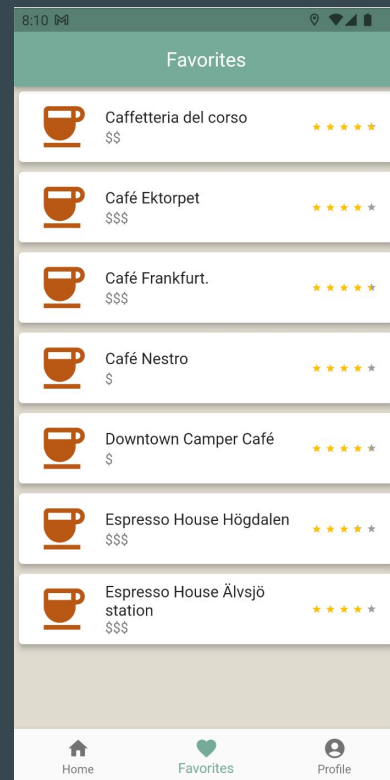 8:10
Favorites
Caffetteria del corso
$$
Café Ektorpet
$$$
Café Frankfurt.
$$$
Café Nestro
$
Downtown Camper Café
$
Espresso House Högdalen
$$$
Espresso House Älvsjö
station
$$$
Home
Favorites
Profile